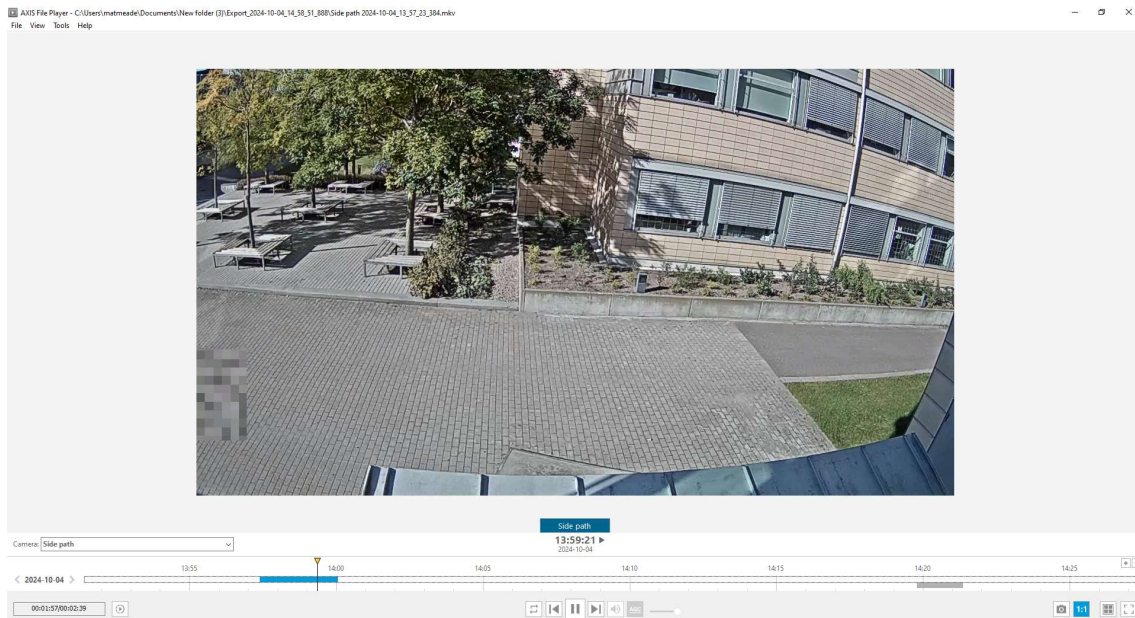 AXIS File Player - C:\Users\matmeade\Documents\New folder (3)\Export_2024-10-04_14_58_51_888\Side path 2024-10-04_13_57_23_384.mkv
File View Tools Help
Side path
Camera: Side path
13:59:21
2024-10-04
13:55 14:00 14:05 14:10 14:15 14:20 14:25
2024-10-04
00:01:57/00:02:39
AAC
1:1